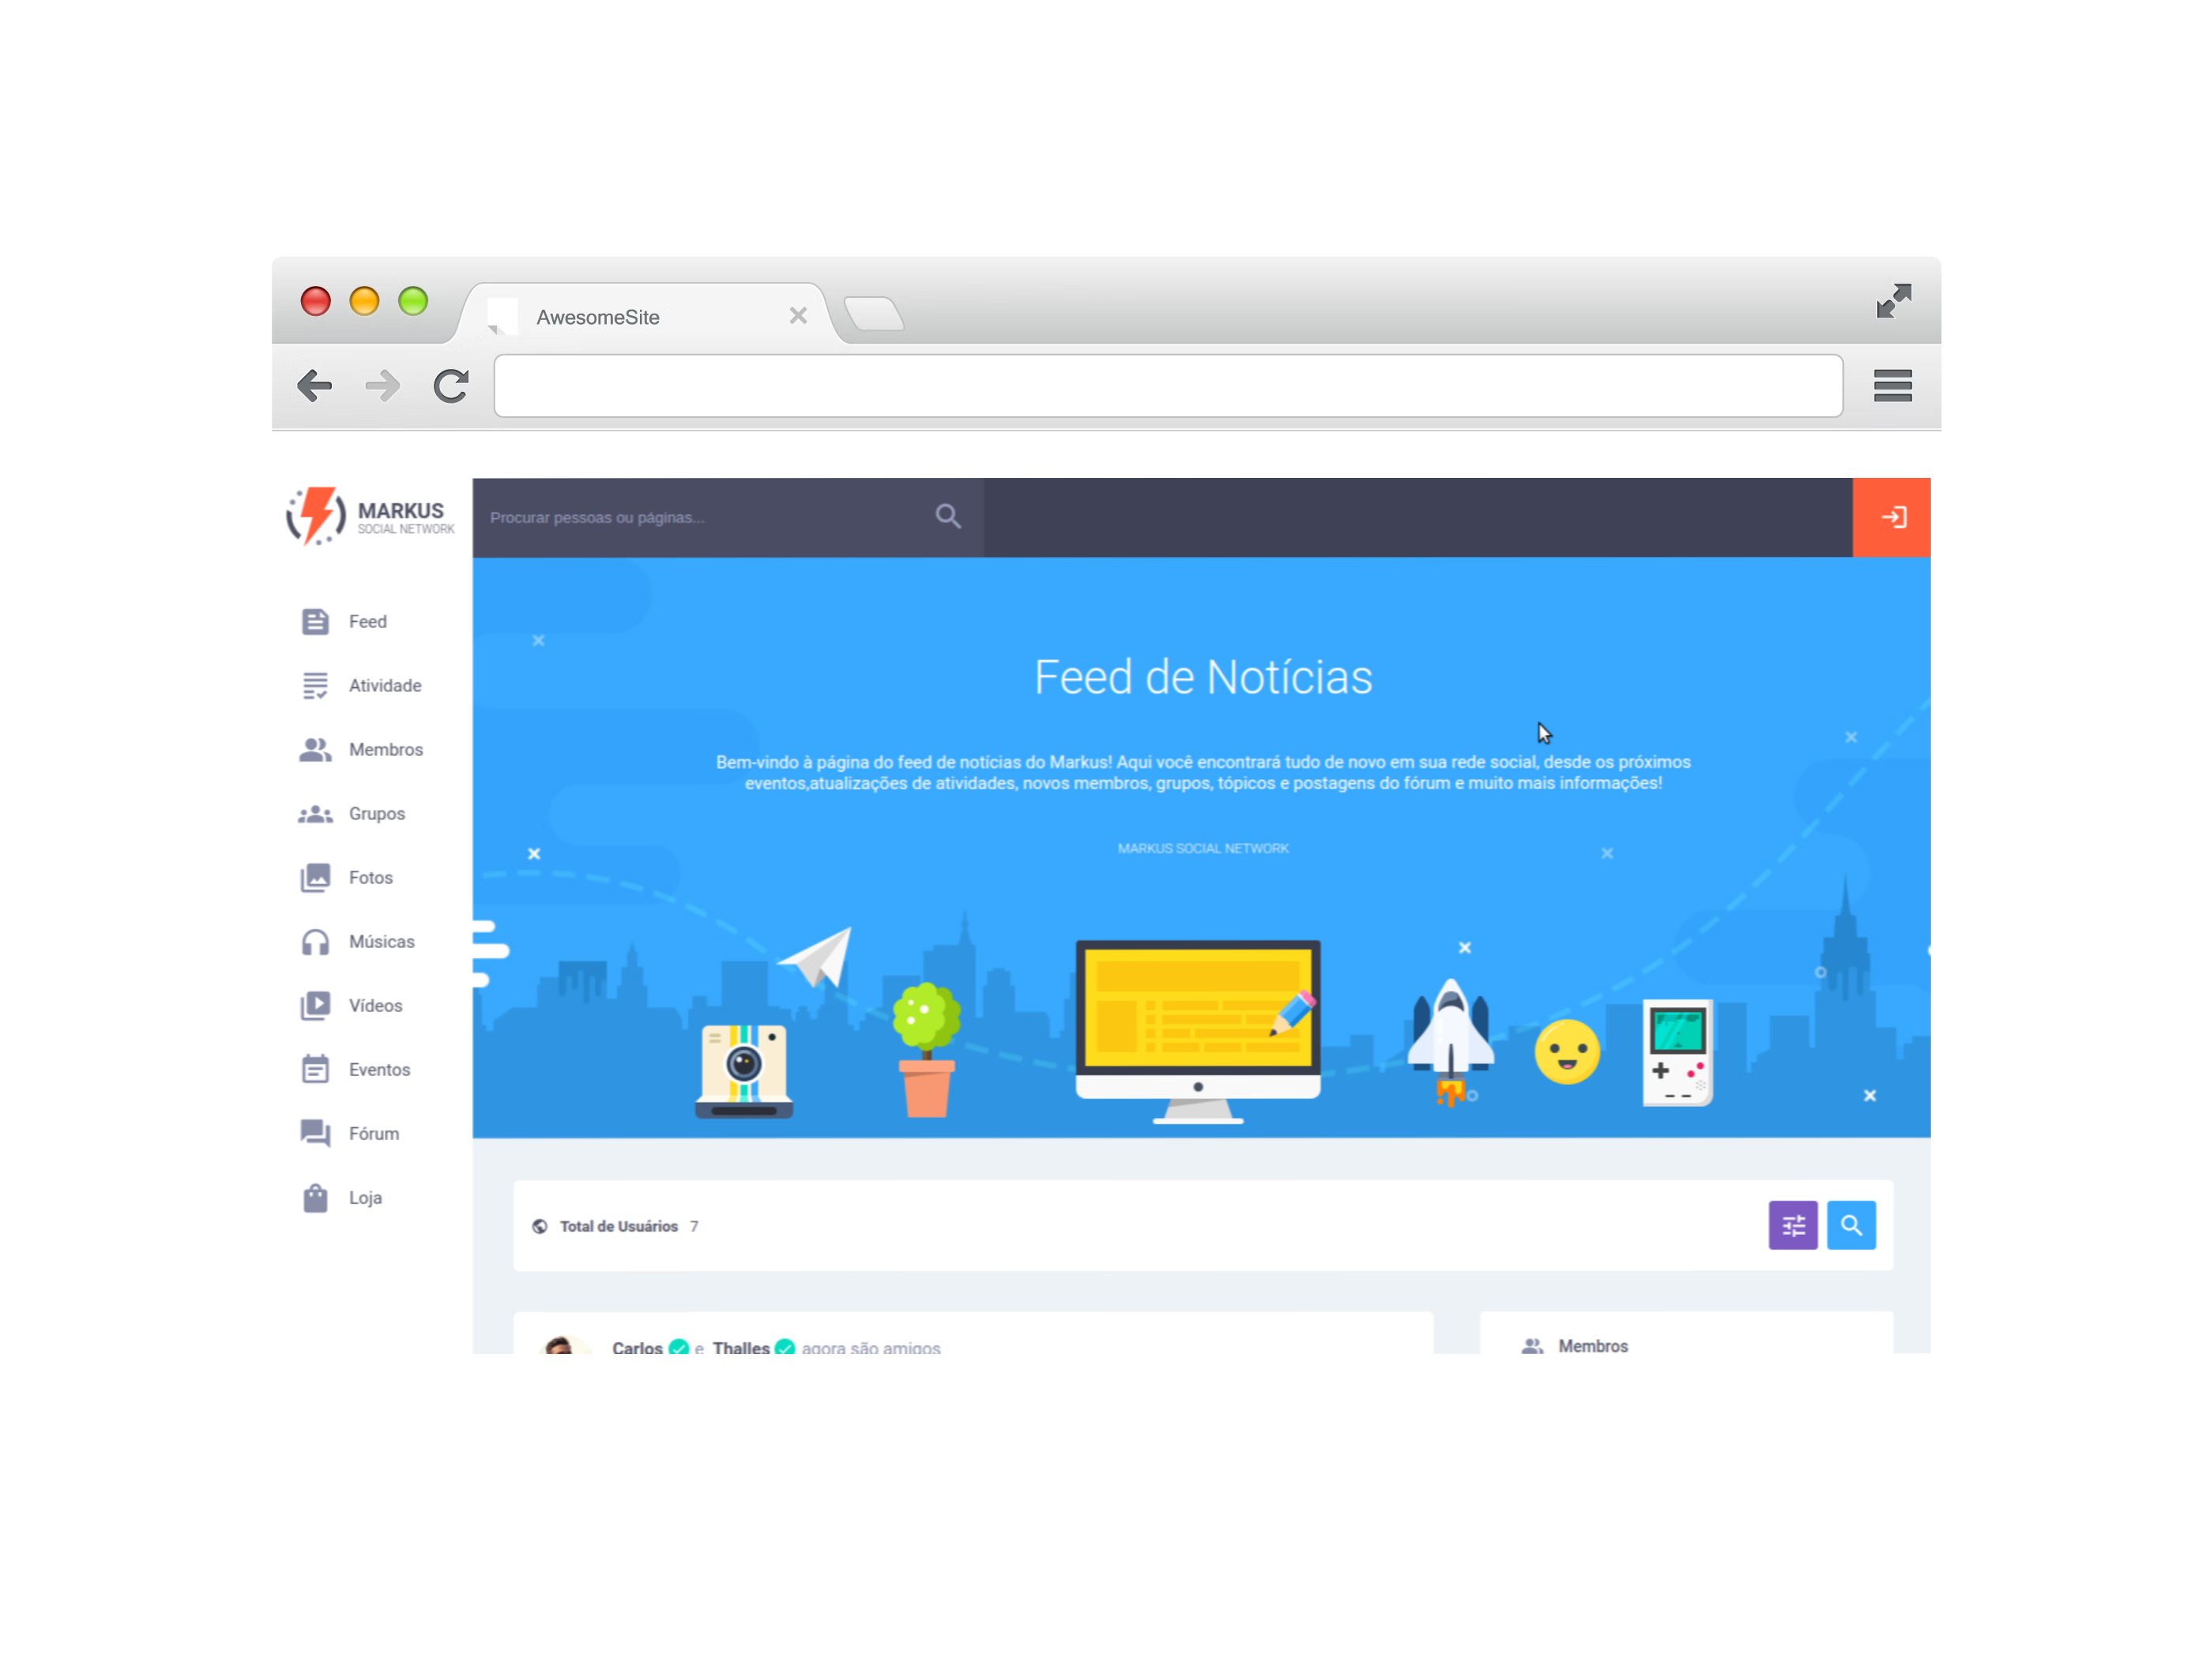 AwesomeSite
MARKUS
SOCIAL NETWORK
Procurar pessoas ou páginas...
Feed
Atividade
Membros
Grupos
Fotos
Músicas
Vídeos
Eventos
Fórum
Loja
Feed de Notícias
Bem-vindo à página do feed de notícias do Markus! Aqui você encontrará tudo de novo em sua rede social, desde os próximos
eventos,atualizações de atividades, novos membros, grupos, tópicos e postagens do fórum e muito mais informações!
MARKUS SOCIAL NETWORK
Total de Usuários 7
Carlos e Thalles agora são amigos
Membros